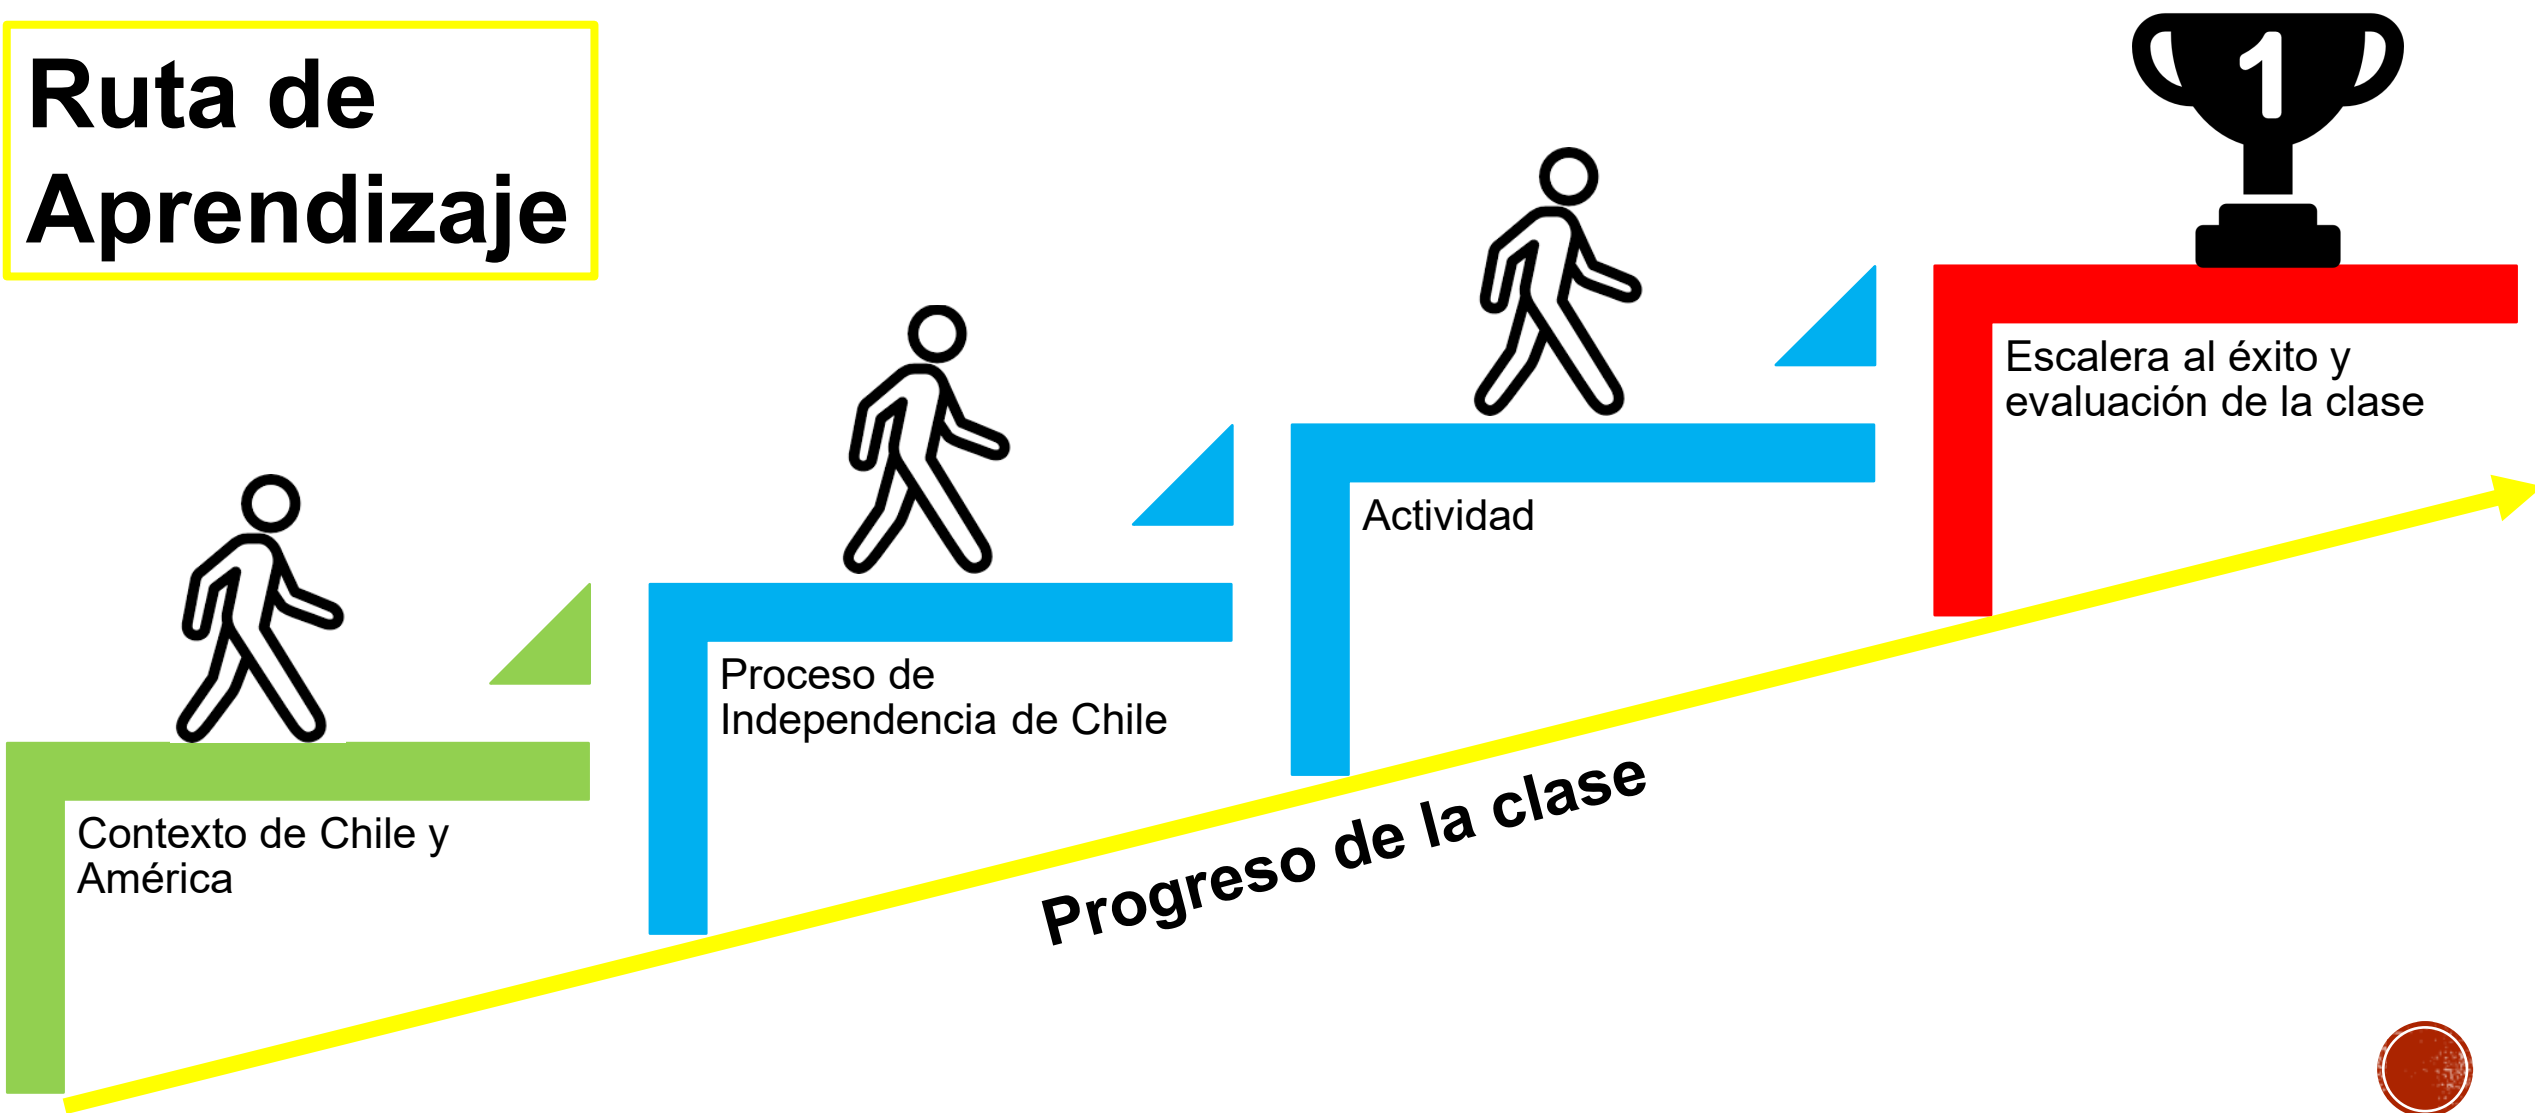 Ruta de
Aprendizaje
1
Escalera al éxito y
evaluación de la clase
Actividad
Proceso de
Independencia de Chile
Contexto de Chile y
América
Progreso de la clase